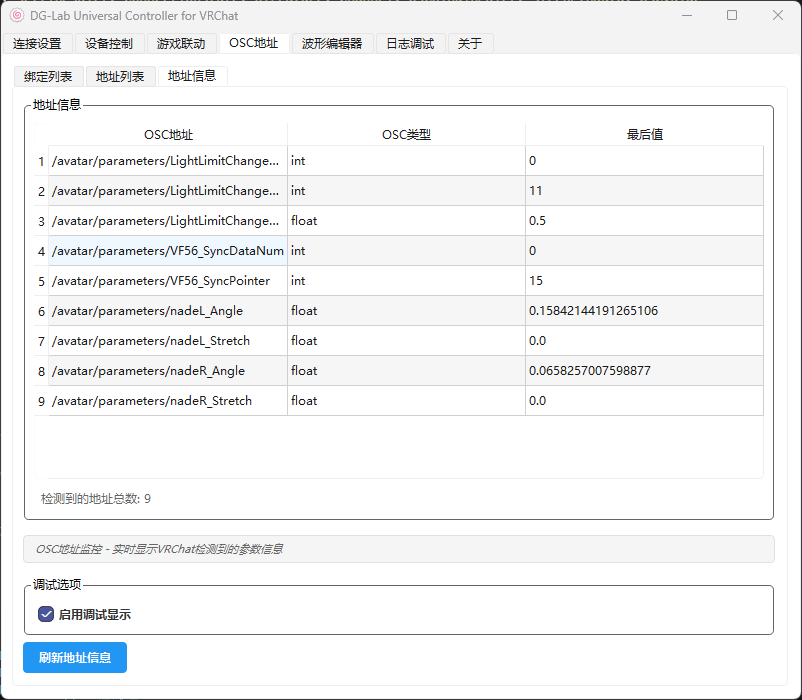 DG-Lab Universal Controller for VRChat
连接设置 设备控制 游戏联动 OSC地址 波形编辑器 日志调试 关于
绑定列表 地址列表 地址信息
地址信息
OSC地址 OSC类型 最后值
1 /avatar/parameters/LightLimitChange... int 0
2 /avatar/parameters/LightLimitChange... int 11
3 /avatar/parameters/LightLimitChange... float 0.5
4 /avatar/parameters/VF56_SyncDataNum int 0
5 /avatar/parameters/VF56_SyncPointer int 15
6 /avatar/parameters/nadeL_Angle float 0.15842144191265106
7 /avatar/parameters/nadeL_Stretch float 0.0
8 /avatar/parameters/nadeR_Angle float 0.0658257007598877
9 /avatar/parameters/nadeR_Stretch float 0.0
检测到的地址总数: 9
OSC地址监控 - 实时显示VRChat检测到的参数信息
调试选项
启用调试显示
刷新地址信息